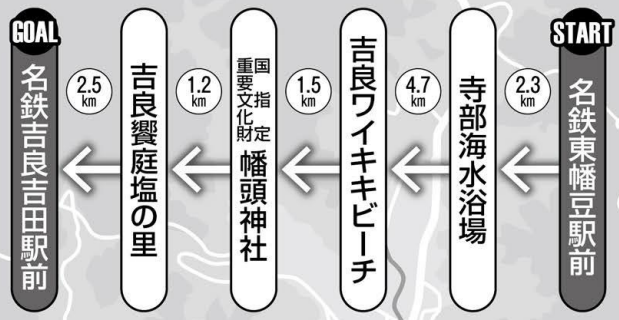 START
名鉄東幡豆駅前
2.3
km
寺部海水浴場
4.7
km
吉良ワイキキビーチ
1.5
km
国指定
重要文化財
幡頭神社
1.2
km
吉良饗庭塩の里
2.5
km
GOAL
名鉄吉良吉田駅前